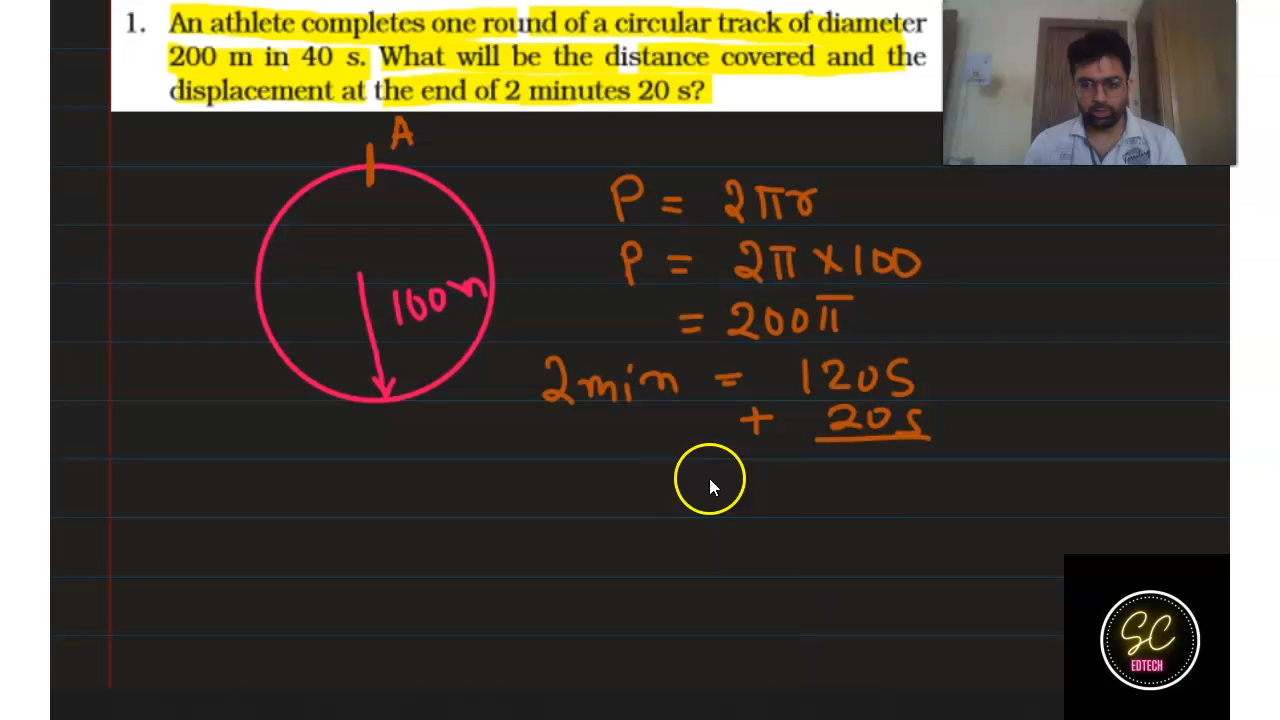 1. An athlete completes one round of a circular track of diameter
200 m in 40 s. What will be the distance covered and the
displacement at the end of 2 minutes 20 s?
A
100m
P = 2πr
P = 2π × 100
= 200π
2min = 120S
+ 20s
SC
EDTECH